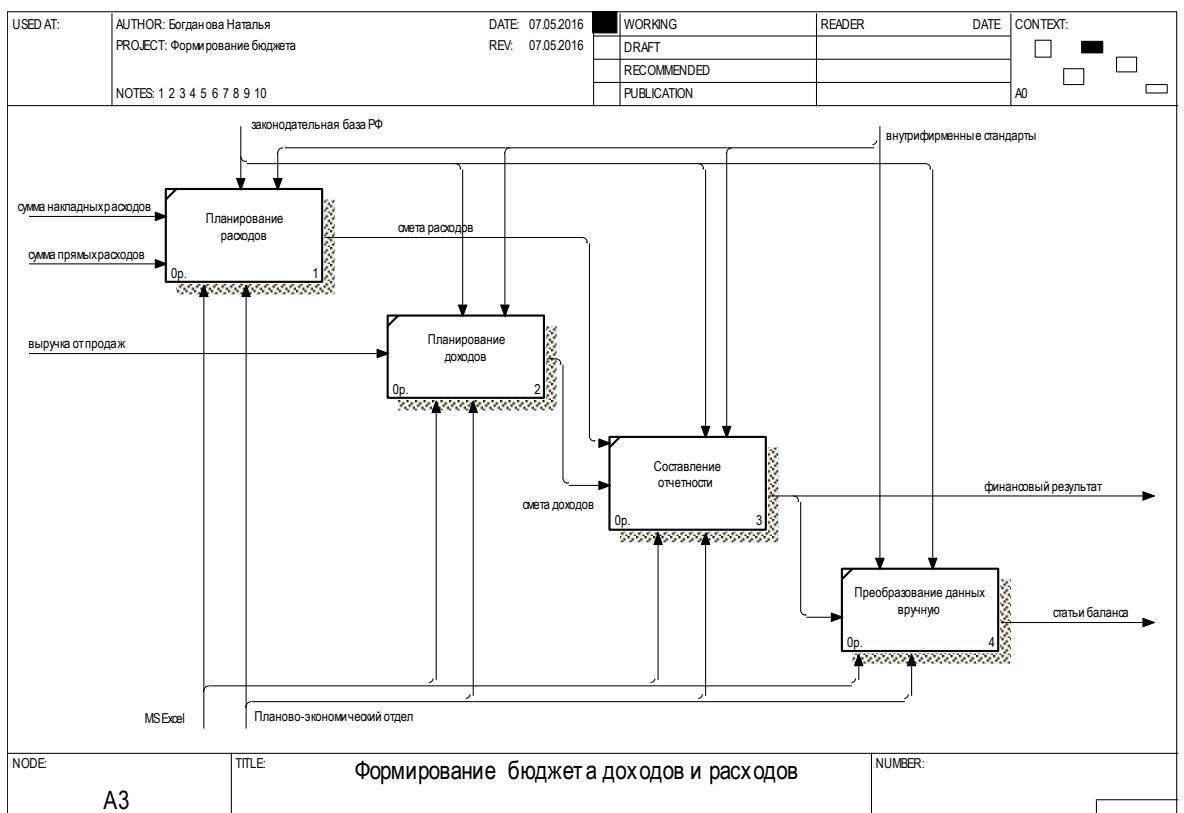 USED AT:
AUTHOR: Богданова Наталья
DATE: 07.05.2016
WORKING
READER
DATE
CONTEXT:
PROJECT: Формирование бюджета
REV: 07.05.2016
DRAFT
RECOMMENDED
NOTES: 1 2 3 4 5 6 7 8 9 10
PUBLICATION
A0
законодательная база РФ
внутрифирменные стандарты
сумма накладных расходов
Планирование
расходов
смета расходов
сумма прямых расходов
0р.
1
выручка от продаж
Планирование
доходов
0р.
2
Составление
отчетности
финансовый результат
смета доходов
0р.
3
Преобразование данных
вручную
статьи баланса
0р.
4
MS Excel
Планово-экономический отдел
NODE:
TITLE:
Формирование бюджета доходов и расходов
NUMBER:
A3